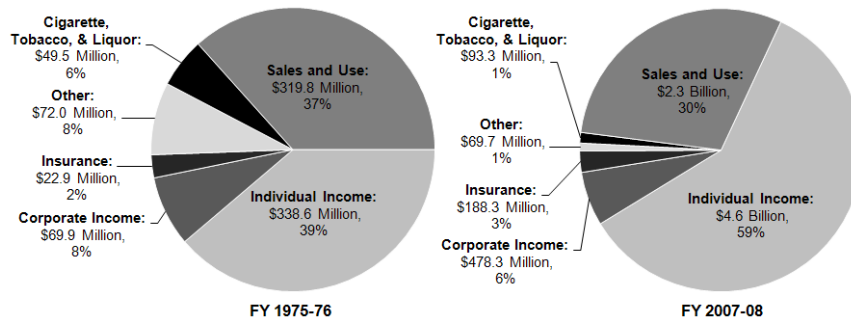 Cigarette,
Tobacco, & Liquor:
$49.5 Million,
6%
Sales and Use:
$319.8 Million,
37%
Other:
$72.0 Million,
8%
Insurance:
$22.9 Million,
2%
Corporate Income:
$69.9 Million,
8%
Individual Income:
$338.6 Million,
39%
FY 1975-76
Cigarette,
Tobacco, & Liquor:
$93.3 Million,
1%
Sales and Use:
$2.3 Billion,
30%
Other:
$69.7 Million,
1%
Insurance:
$188.3 Million,
3%
Corporate Income:
$478.3 Million,
6%
Individual Income:
$4.6 Billion,
59%
FY 2007-08